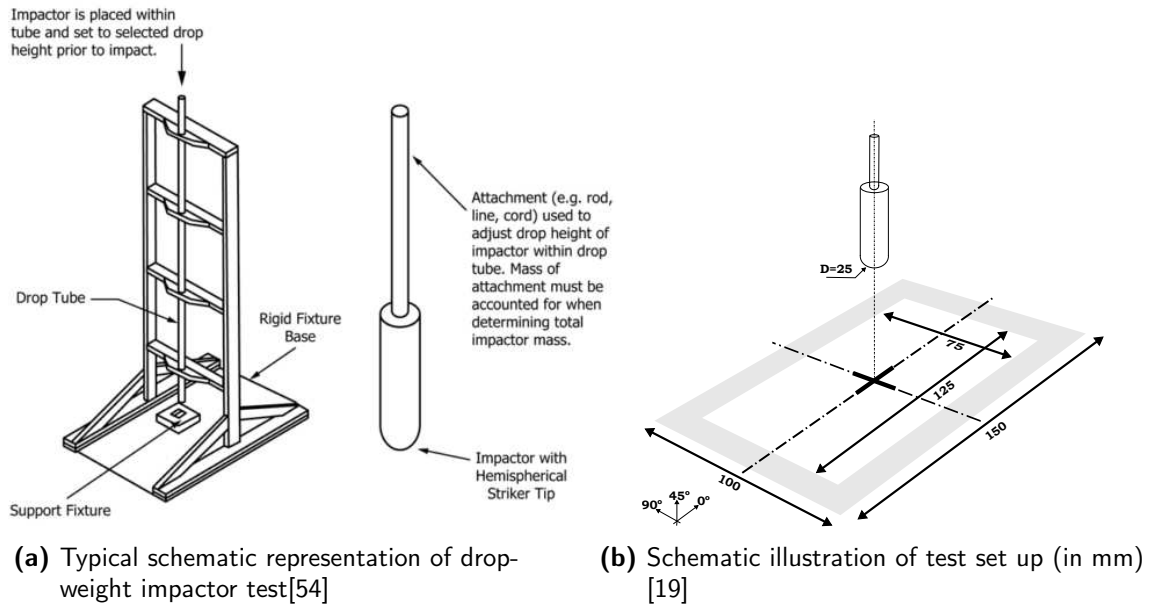 Impactor is placed within
tube and set to selected drop
height prior to impact.
Attachment (e.g. rod,
line, cord) used to
adjust drop height of
impactor within drop
tube. Mass of
attachment must be
accounted for when
determining total
impactor mass.
Drop Tube
Rigid Fixture
Base
Impactor with
Hemispherical
Striker Tip
Support Fixture
D=25
75
125
150
100
90°
45°
0°
(a) Typical schematic representation of drop-
weight impactor test[54]
(b) Schematic illustration of test set up (in mm)
[19]